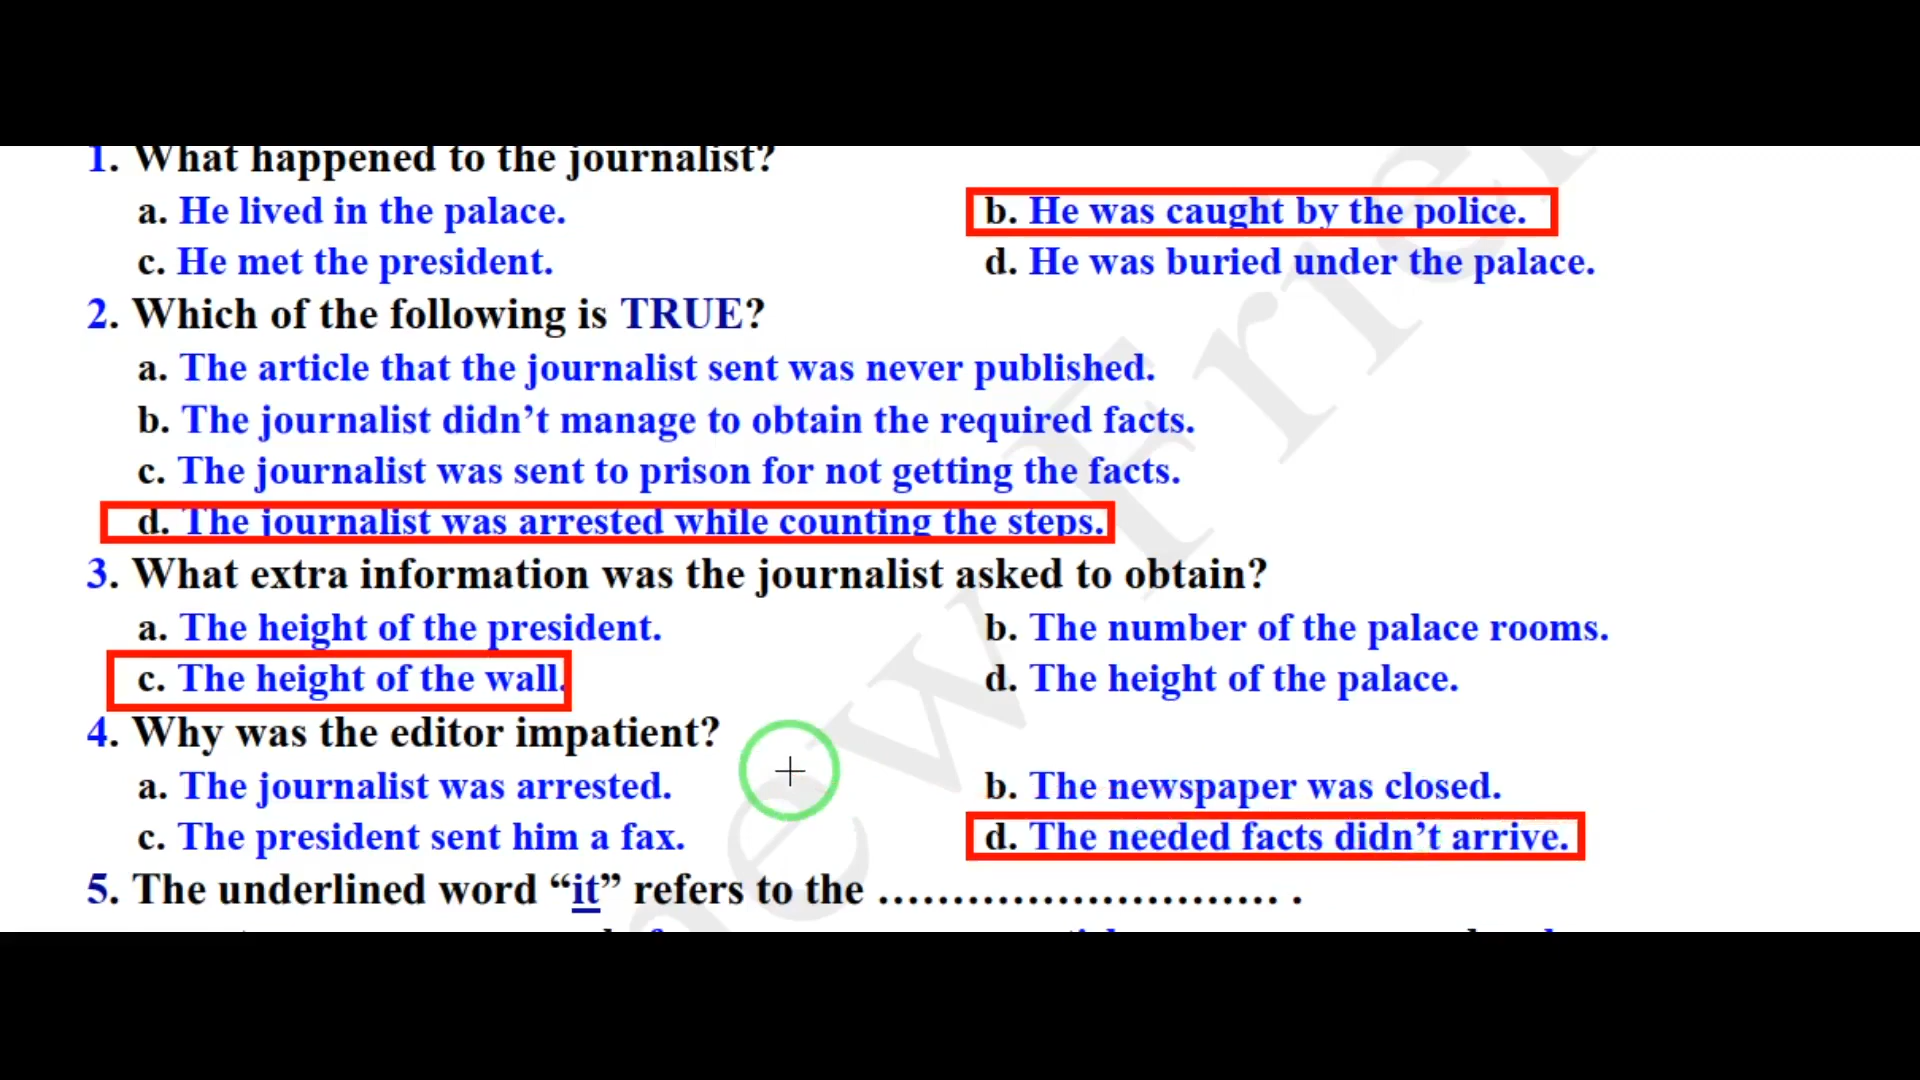 1. What happened to the journalist?
a. He lived in the palace. b. He was caught by the police.
c. He met the president. d. He was buried under the palace.
2. Which of the following is TRUE?
a. The article that the journalist sent was never published.
b. The journalist didn’t manage to obtain the required facts.
c. The journalist was sent to prison for not getting the facts.
d. The journalist was arrested while counting the steps.
3. What extra information was the journalist asked to obtain?
a. The height of the president. b. The number of the palace rooms.
c. The height of the wall. d. The height of the palace.
4. Why was the editor impatient?
a. The journalist was arrested. b. The newspaper was closed.
c. The president sent him a fax. d. The needed facts didn’t arrive.
5. The underlined word “it” refers to the ........................... .